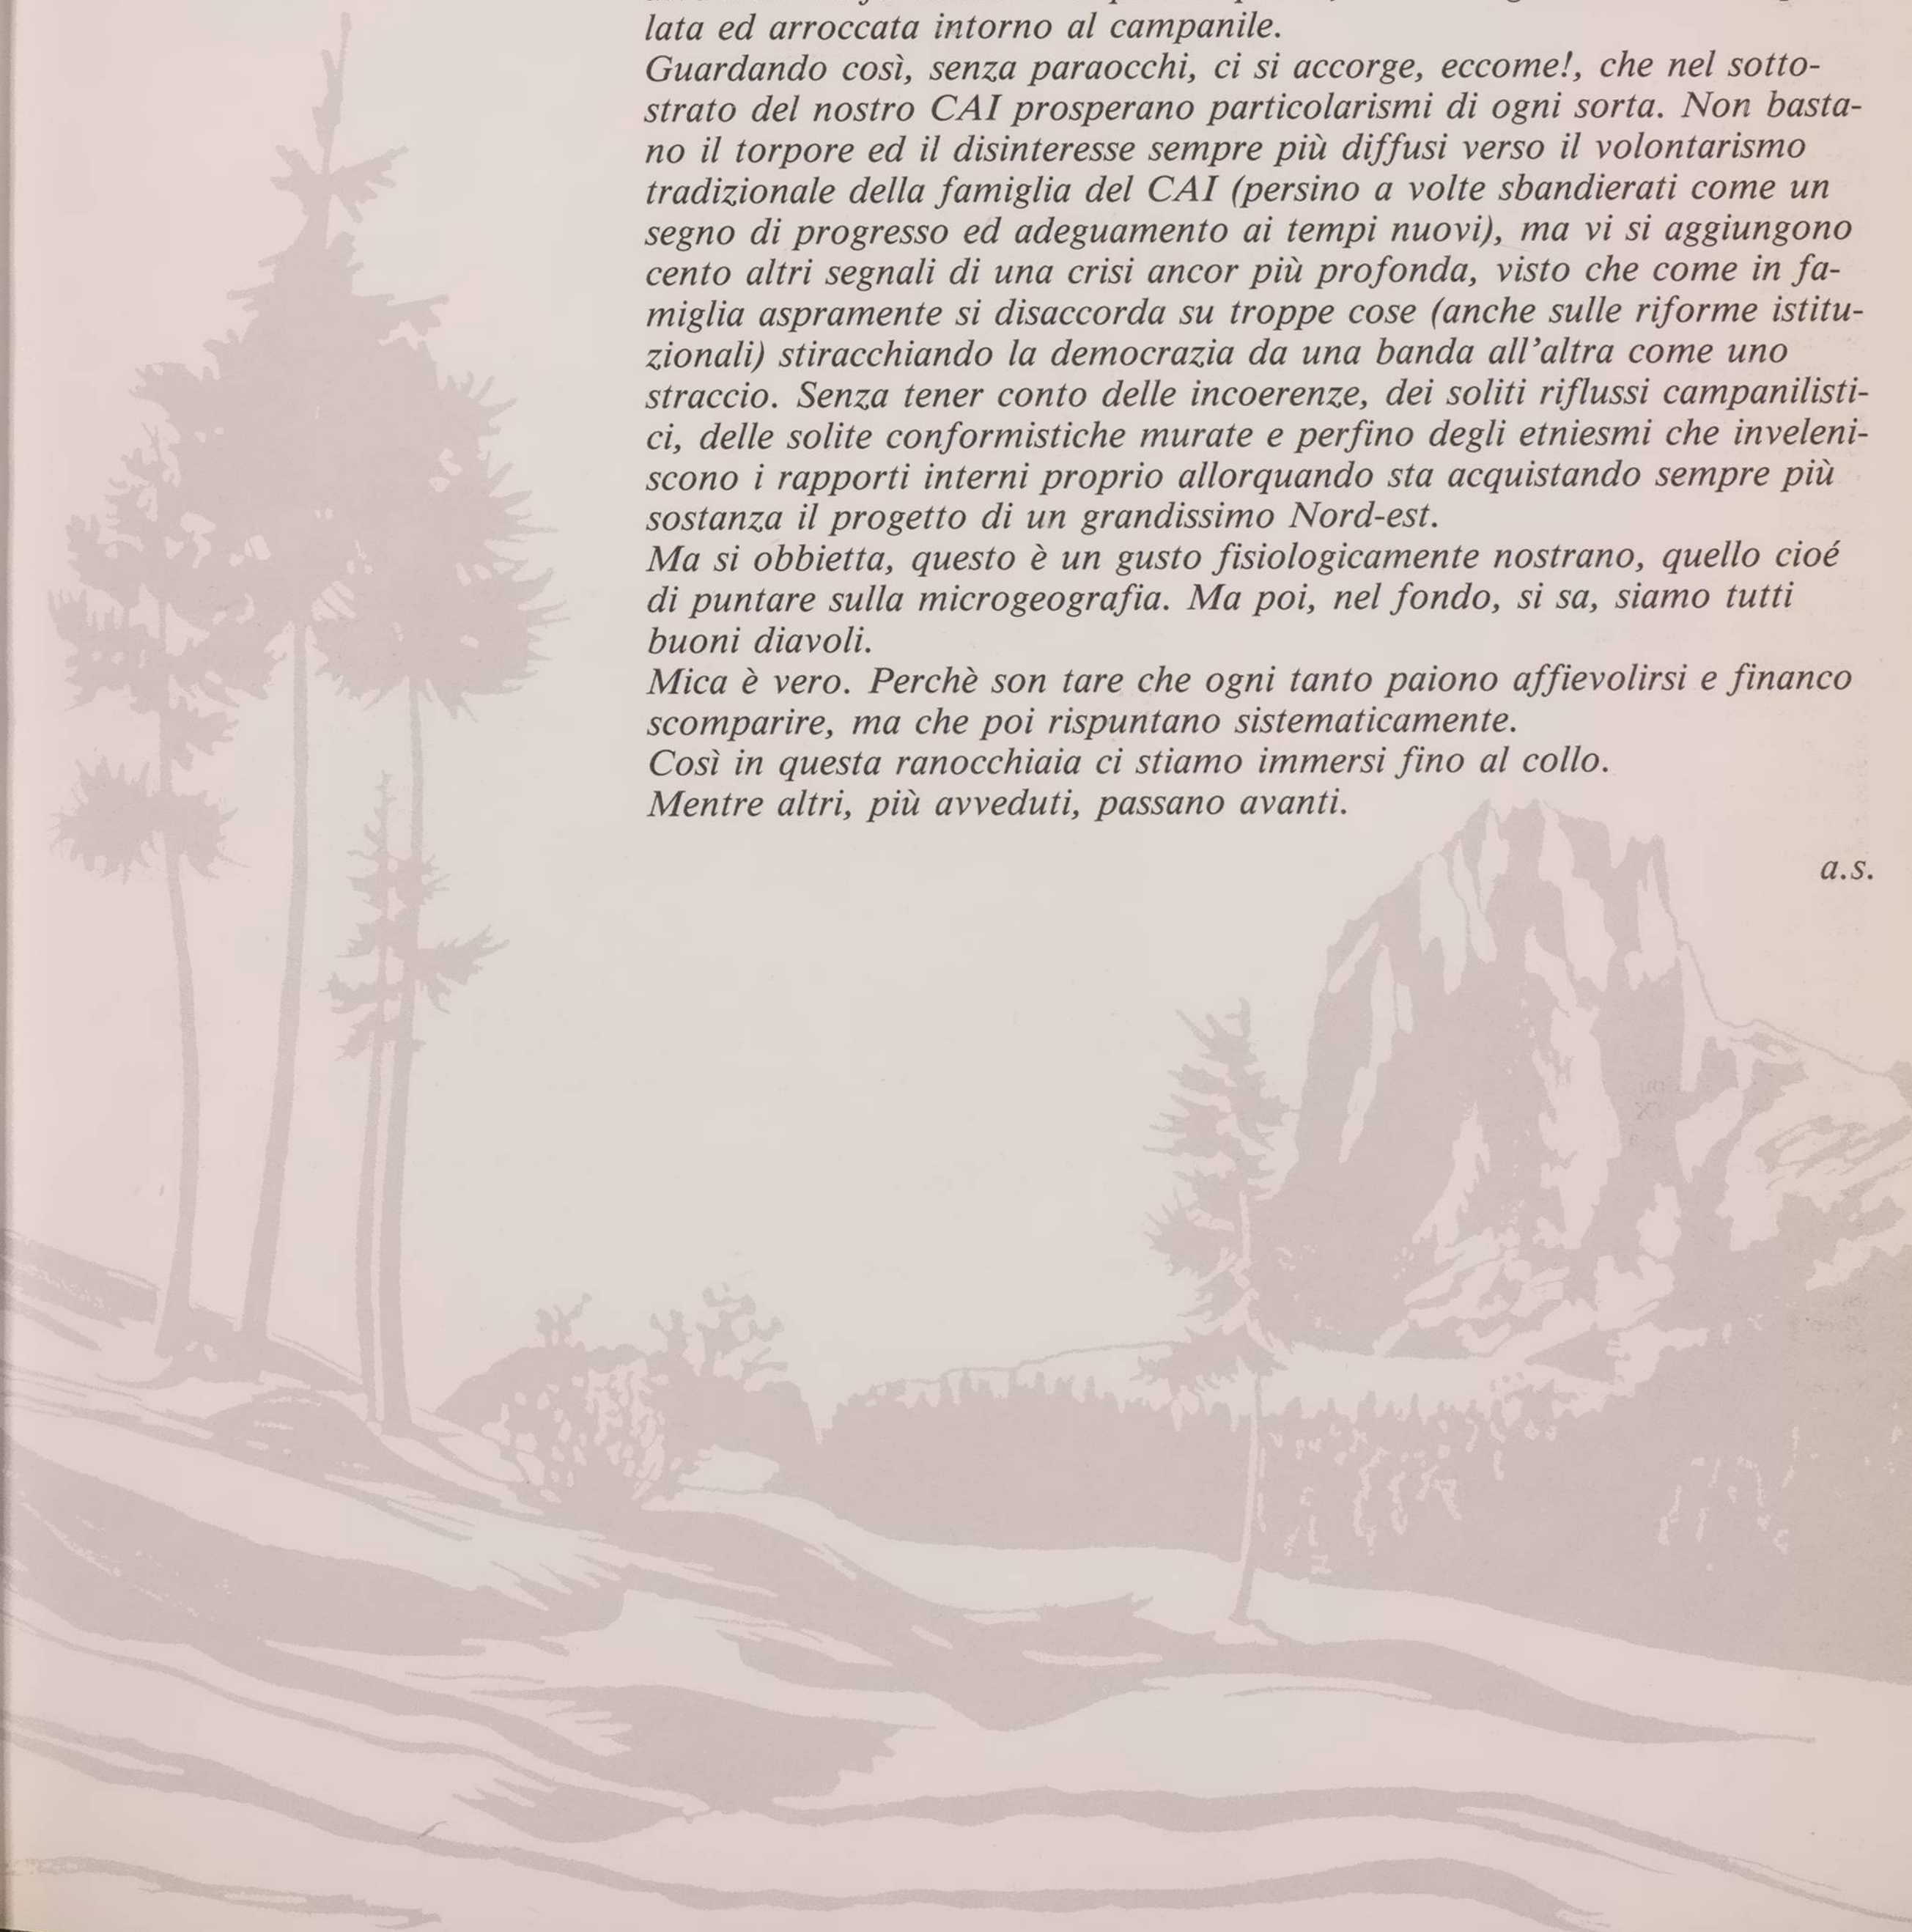 lata ed arroccata intorno al campanile.
Guardando così, senza paraocchi, ci si accorge, eccome!, che nel sotto-
strato del nostro CAI prosperano particolarismi di ogni sorta. Non basta-
no il torpore ed il disinteresse sempre più diffusi verso il volontarismo
tradizionale della famiglia del CAI (persino a volte sbandierati come un
segno di progresso ed adeguamento ai tempi nuovi), ma vi si aggiungono
cento altri segnali di una crisi ancor più profonda, visto che come in fa-
miglia aspramente si disaccorda su troppe cose (anche sulle riforme istitu-
zionali) stiracchiando la democrazia da una banda all'altra come uno
straccio. Senza tener conto delle incoerenze, dei soliti riflussi campanilisti-
ci, delle solite conformistiche murate e perfino degli etniesmi che inveleni-
scono i rapporti interni proprio allorquando sta acquistando sempre più
sostanza il progetto di un grandissimo Nord-est.
Ma si obbietta, questo è un gusto fisiologicamente nostrano, quello cioé
di puntare sulla microgeografia. Ma poi, nel fondo, si sa, siamo tutti
buoni diavoli.
Mica è vero. Perchè son tare che ogni tanto paiono affievolirsi e financo
scomparire, ma che poi rispuntano sistematicamente.
Così in questa ranocchiaia ci stiamo immersi fino al collo.
Mentre altri, più avveduti, passano avanti.
a.s.